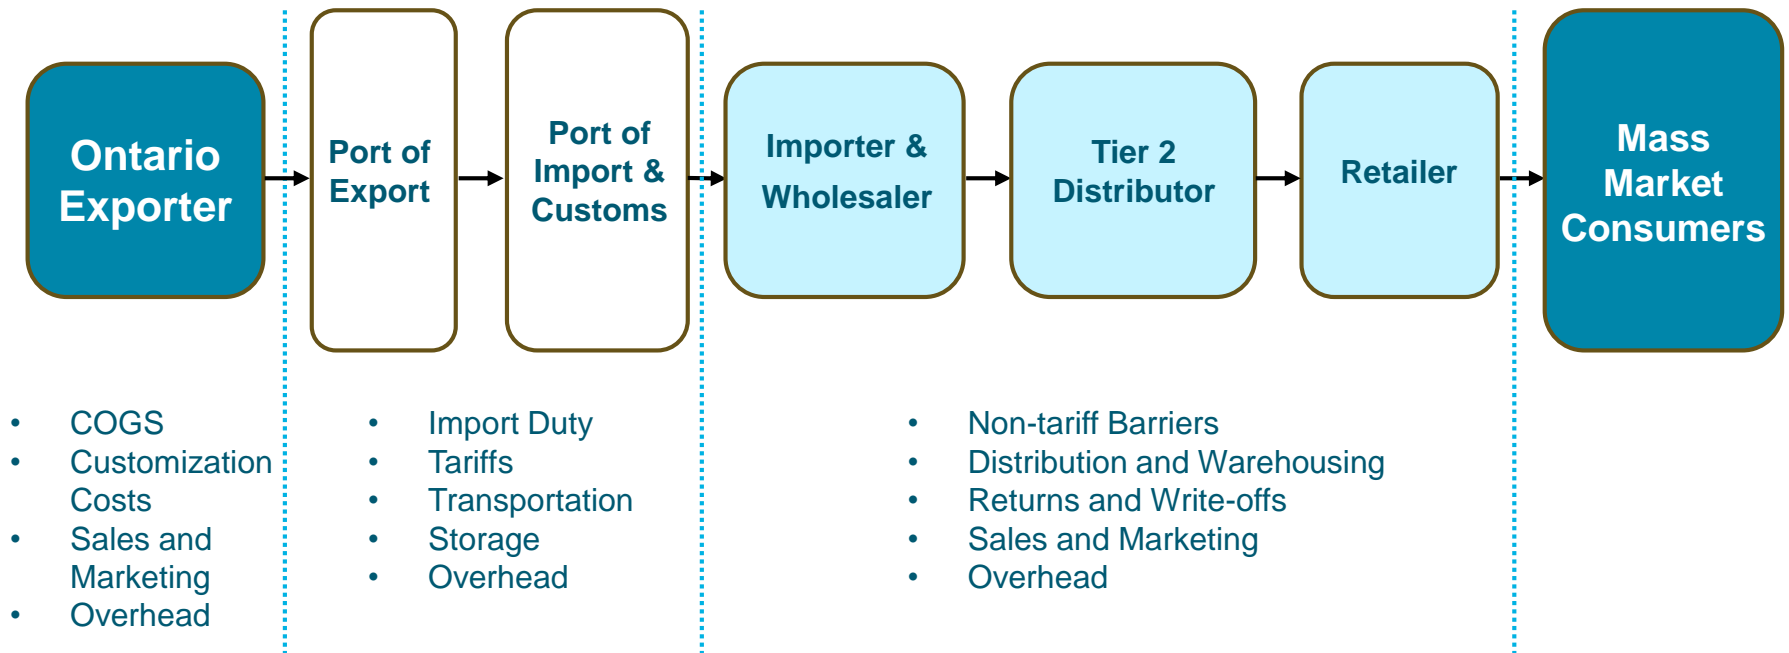 Ontario
Exporter
Port of
Export
Port of
Import &
Customs
Importer &
Wholesaler
Tier 2
Distributor
Retailer
Mass
Market
Consumers
• COGS
• Customization
Costs
• Sales and
Marketing
• Overhead
• Import Duty
• Tariffs
• Transportation
• Storage
• Overhead
• Non-tariff Barriers
• Distribution and Warehousing
• Returns and Write-offs
• Sales and Marketing
• Overhead